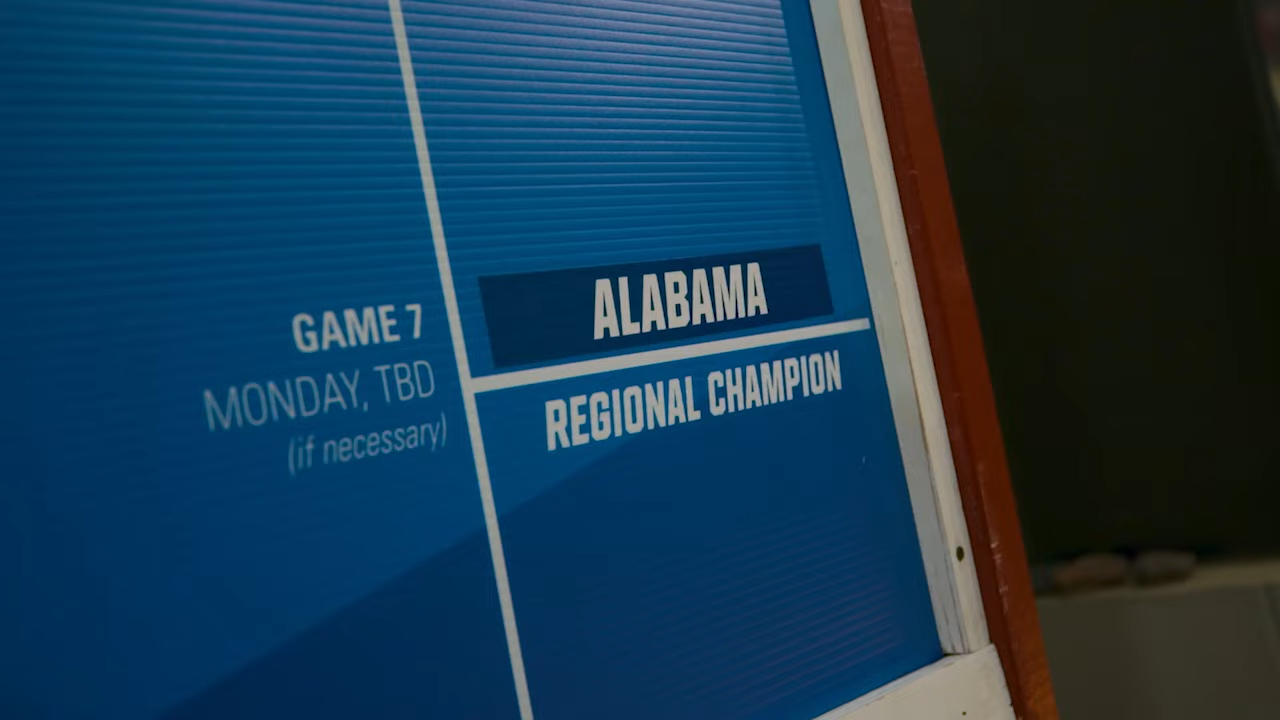 ALABAMA
GAME 7
MONDAY, TBD
(if necessary)
REGIONAL CHAMPION